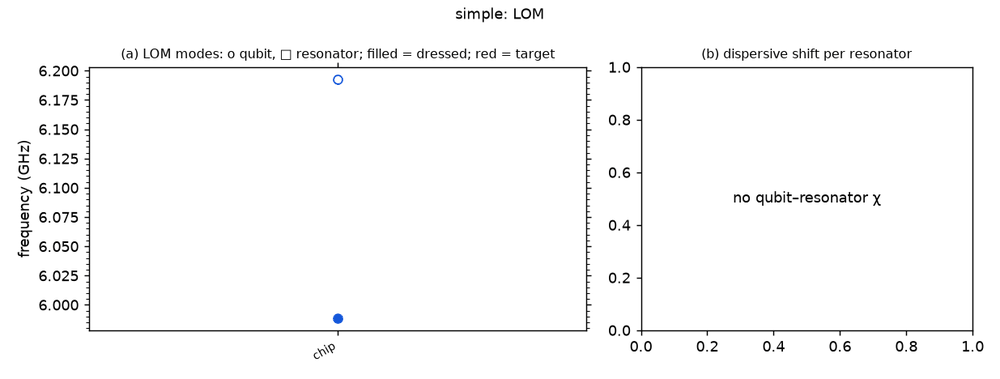 simple: LOM
(a) LOM modes: o qubit, □ resonator; filled = dressed; red = target
(b) dispersive shift per resonator
frequency (GHz)
6.200
6.175
6.150
6.125
6.100
6.075
6.050
6.025
6.000
chip
1.0
0.8
0.6
0.4
0.2
0.0
no qubit–resonator χ
0.0 0.2 0.4 0.6 0.8 1.0